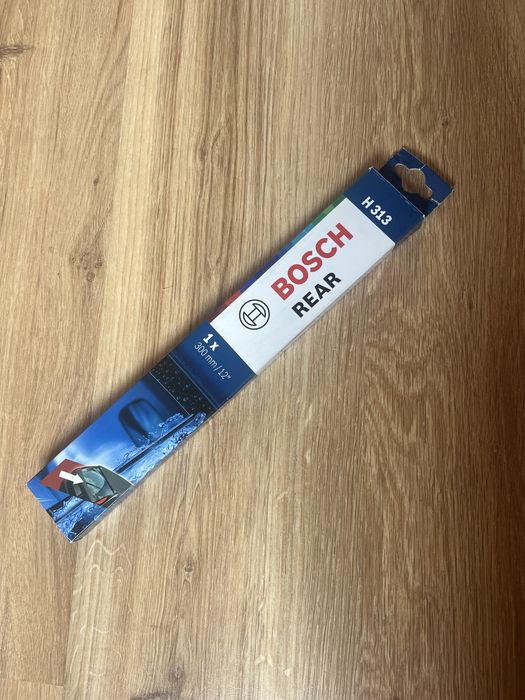 H 313
BOSCH
REAR
1 x
300 mm / 12"